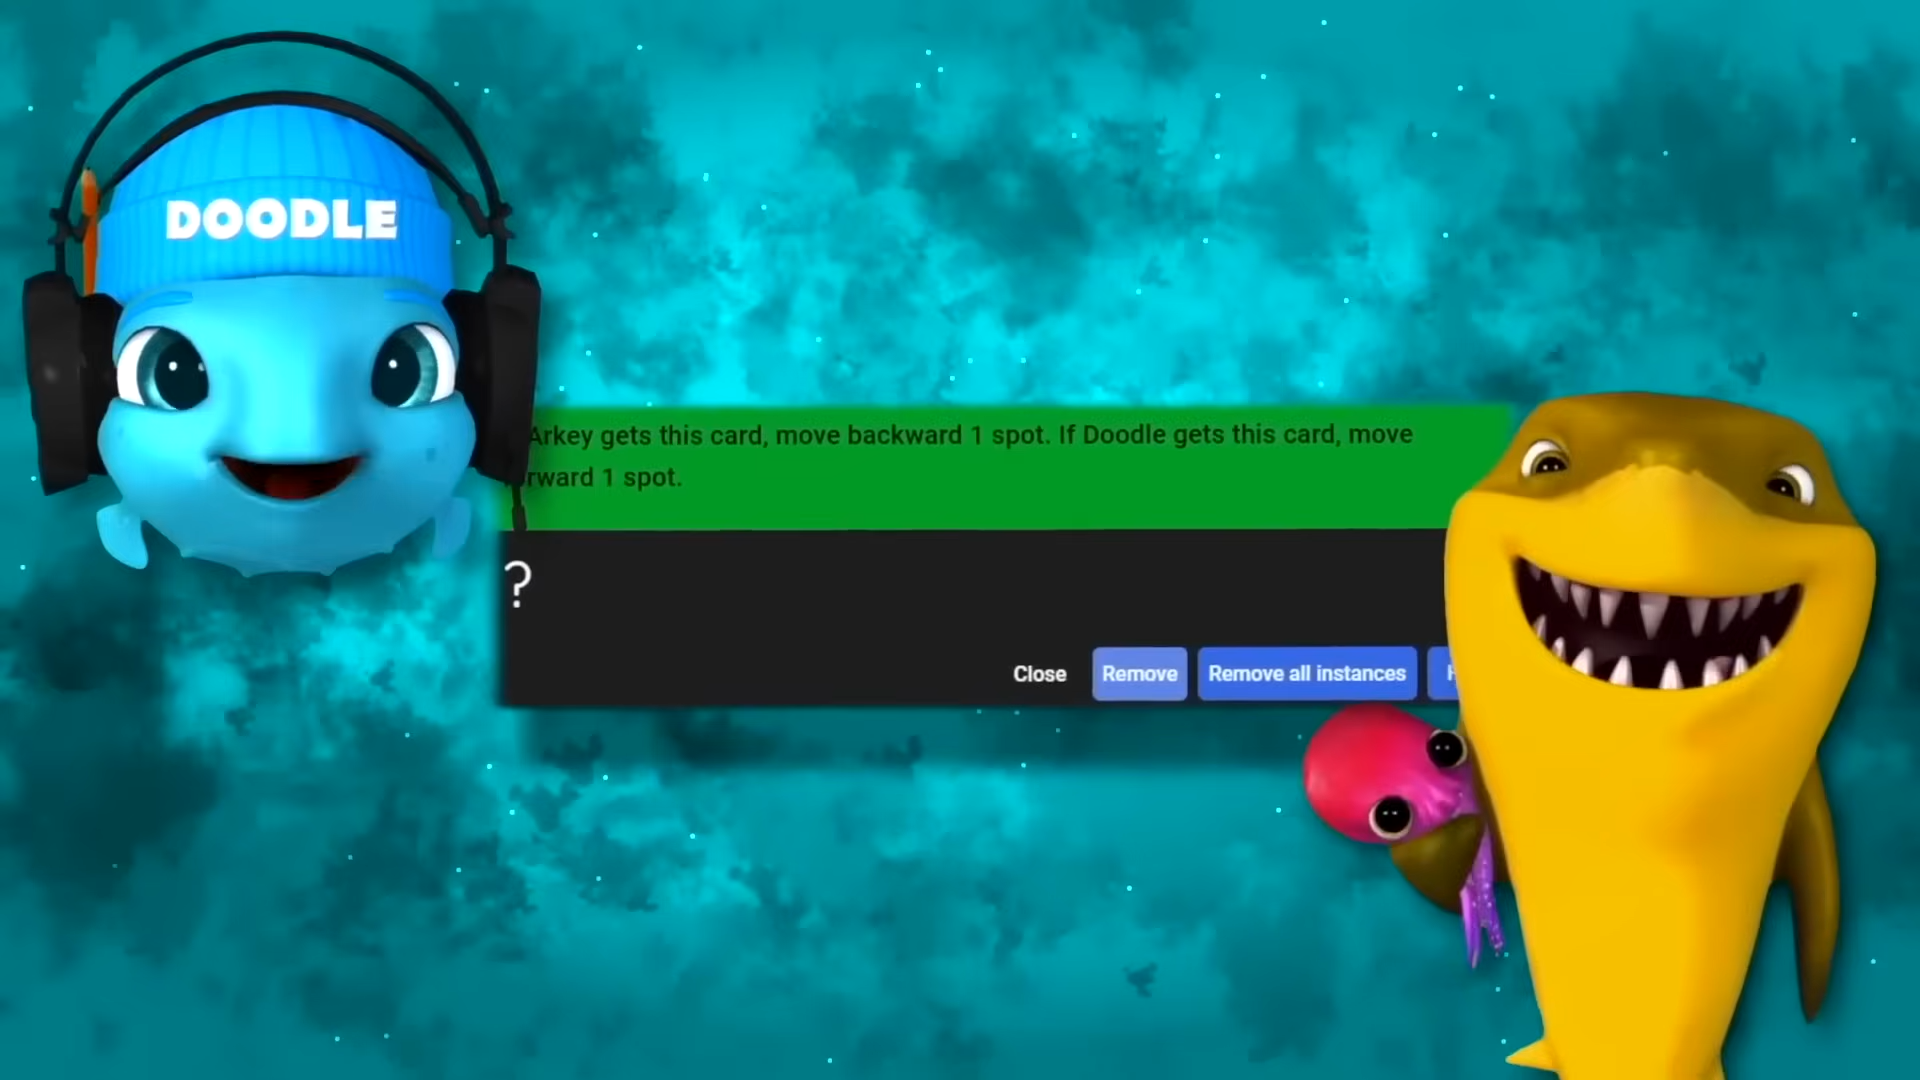 DOODLE
Arkey gets this card, move backward 1 spot. If Doodle gets this card, move
rward 1 spot.
?
Close Remove Remove all instances